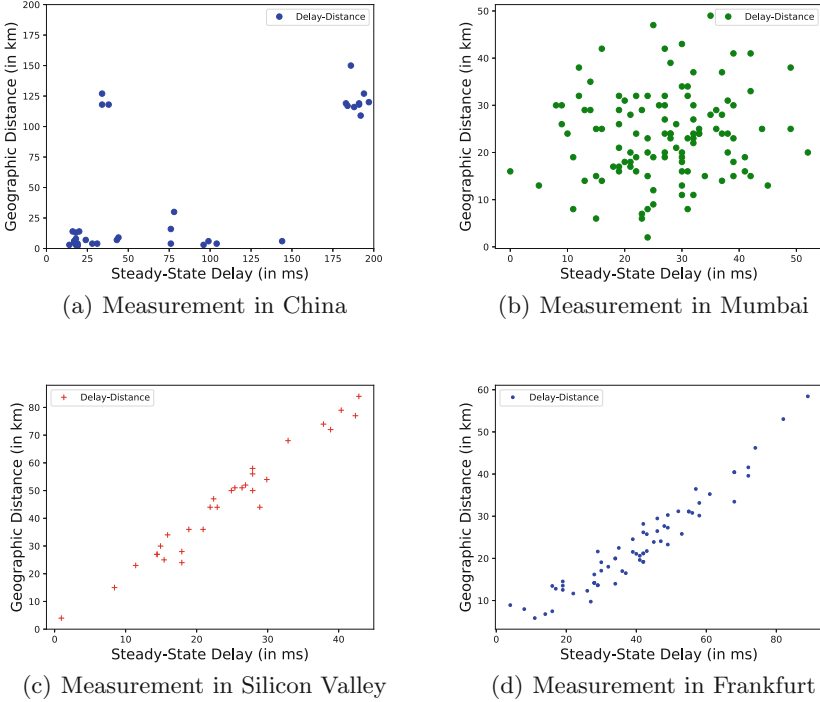 Geographic Distance (in km)
200
175
150
125
100
75
50
25
0
Delay-Distance
0 25 50 75 100 125 150 175 200
Steady-State Delay (in ms)
(a) Measurement in China
Geographic Distance (in km)
50
40
30
20
10
0
Delay-Distance
0 10 20 30 40 50
Steady-State Delay (in ms)
(b) Measurement in Mumbai
Geographic Distance (in km)
80
70
60
50
40
30
20
10
0
Delay-Distance
0 10 20 30 40
Steady-State Delay (in ms)
(c) Measurement in Silicon Valley
Geographic Distance (in km)
60
50
40
30
20
10
Delay-Distance
0 20 40 60 80
Steady-State Delay (in ms)
(d) Measurement in Frankfurt